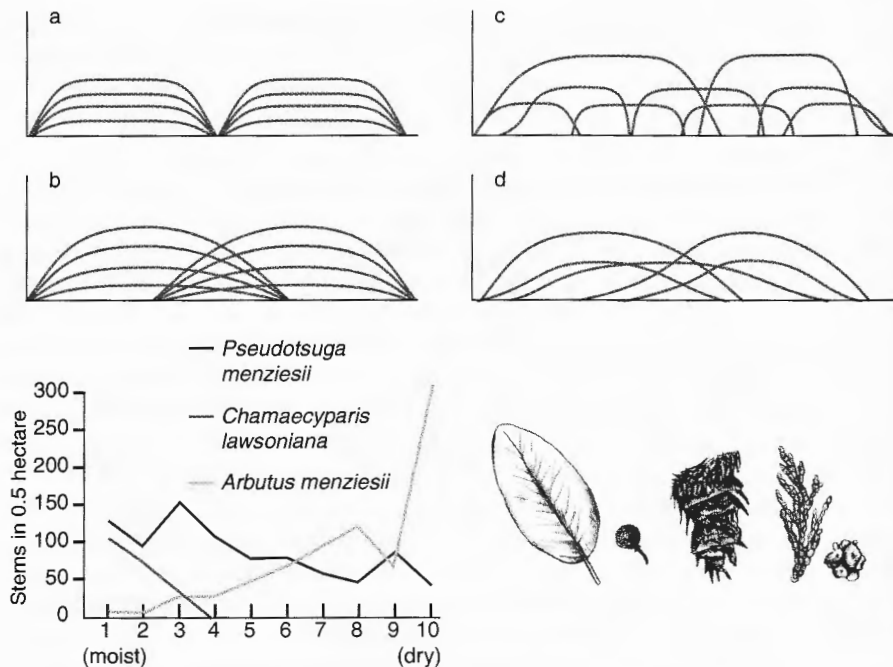 a
c
b
d
Pseudotsuga
menziesii
Chamaecyparis
lawsoniana
Arbutus menziesii
Stems in 0.5 hectare
300
250
200
150
100
50
0
1 2 3 4 5 6 7 8 9 10
(moist) (dry)